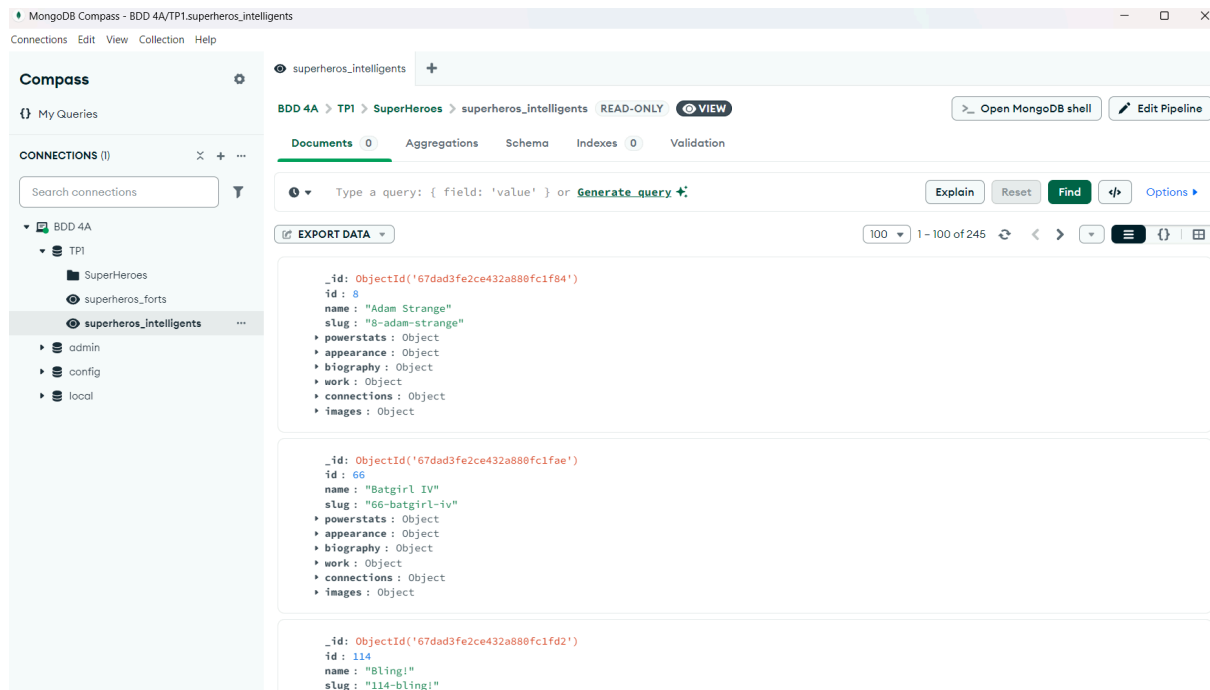 MongoDB Compass - BDD 4A/TP1.superheros_intelligents
Connections Edit View Collection Help
Compass
{} My Queries
CONNECTIONS (1)
Search connections
BDD 4A
TP1
SuperHeroes
superheros_forts
superheros_intelligents
admin
config
local
superheros_intelligents
BDD 4A > TP1 > SuperHeroes > superheros_intelligents READ-ONLY VIEW
>_ Open MongoDB shell Edit Pipeline
Documents 0 Aggregations Schema Indexes 0 Validation
Type a query: { field: 'value' } or Generate query
Explain Reset Find </> Options
EXPORT DATA
100 1 – 100 of 245 {}
_id: ObjectId('67dad3fe2ce432a880fc1f84')
id : 8
name : "Adam Strange"
slug : "8-adam-strange"
powerstats : Object
appearance : Object
biography : Object
work : Object
connections : Object
images : Object
_id: ObjectId('67dad3fe2ce432a880fc1fae')
id : 66
name : "Batgirl IV"
slug : "66-batgirl-iv"
powerstats : Object
appearance : Object
biography : Object
work : Object
connections : Object
images : Object
_id: ObjectId('67dad3fe2ce432a880fc1fd2')
id : 114
name : "Bling!"
slug : "114-bling!"